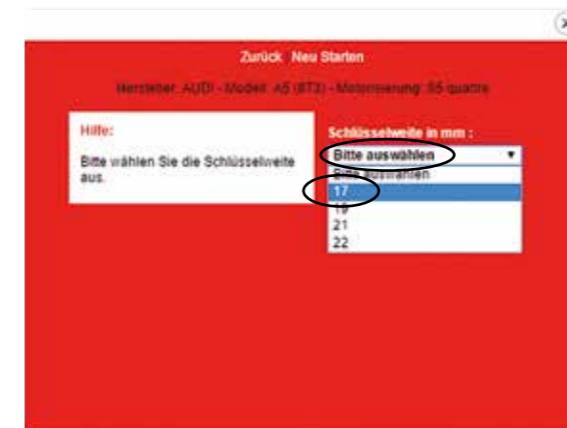 x
Zurück Neu Starten
Hersteller: AUDI - Modell: A5 (8T3) - Motorisierung: S5 quattro
Hilfe:
Bitte wählen Sie die Schlüsselweite
aus.
Schlüsselweite in mm :
Bitte auswählen
Bitte auswählen
17
19
21
22